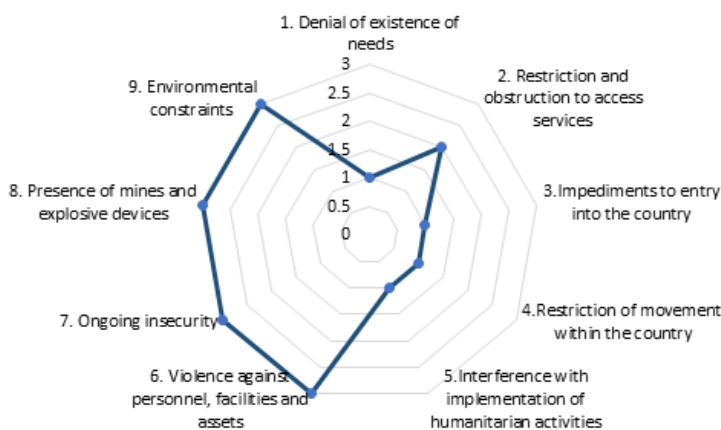 1. Denial of existence of
needs
2. Restriction and
obstruction to access
services
3.Impediments to entry
into the country
4.Restriction of movement
within the country
5.Interference with
implementation of
humanitarian activities
6. Violence against
personnel, facilities and
assets
7. Ongoing insecurity
8. Presence of mines and
explosive devices
9. Environmental
constraints
3
2.5
2
1.5
1
0.5
0